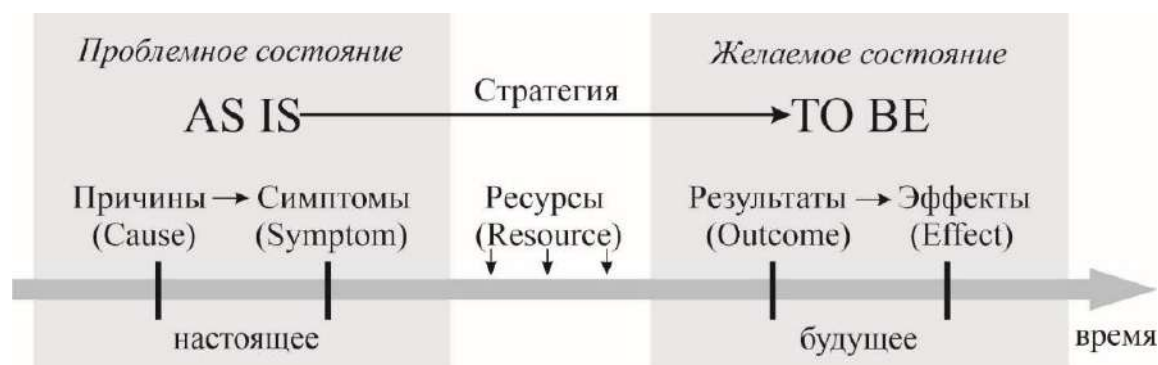 Проблемное состояние
Желаемое состояние
Стратегия
AS IS
TO BE
Причины
Симптомы
Ресурсы
Результаты
Эффекты
(Cause)
(Symptom)
(Resource)
(Outcome)
(Effect)
настоящее
будущее
время